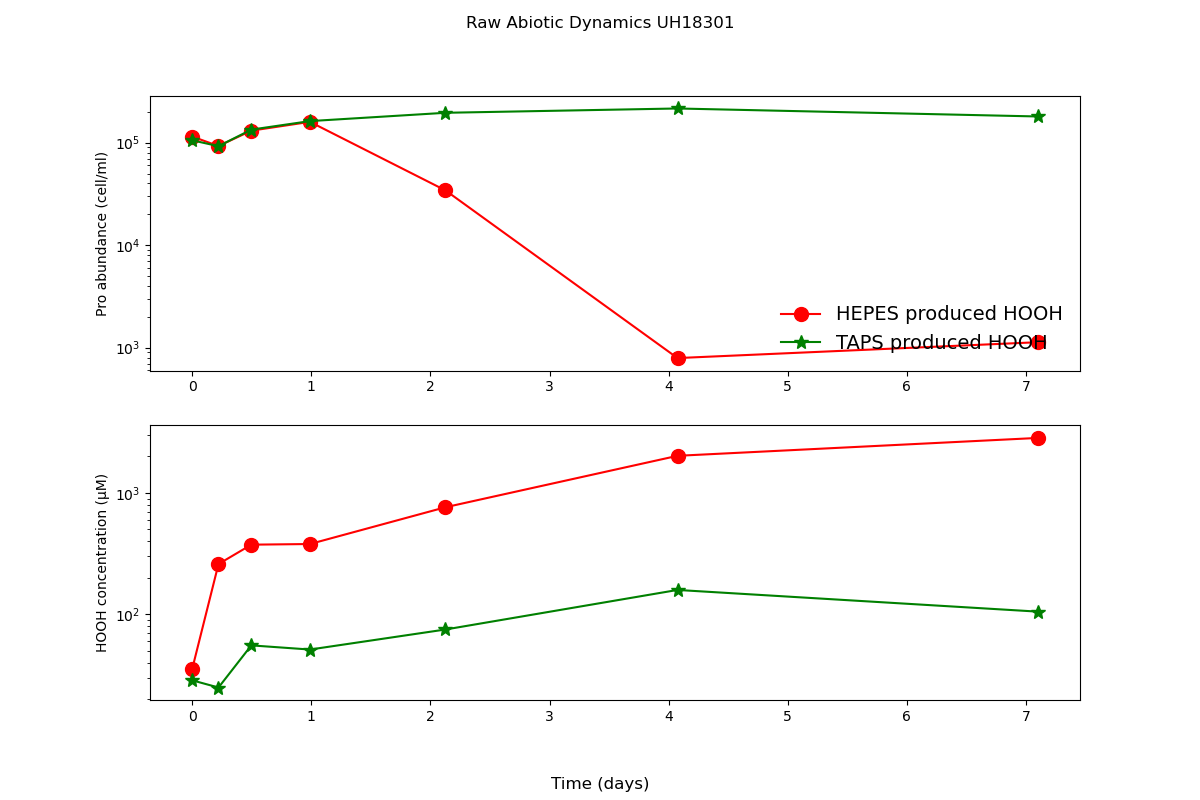 Raw Abiotic Dynamics UH18301
Pro abundance (cell/ml)
10^5
10^4
10^3
HEPES produced HOOH
TAPS produced HOOH
0 1 2 3 4 5 6 7
HOOH concentration (μM)
10^3
10^2
0 1 2 3 4 5 6 7
Time (days)